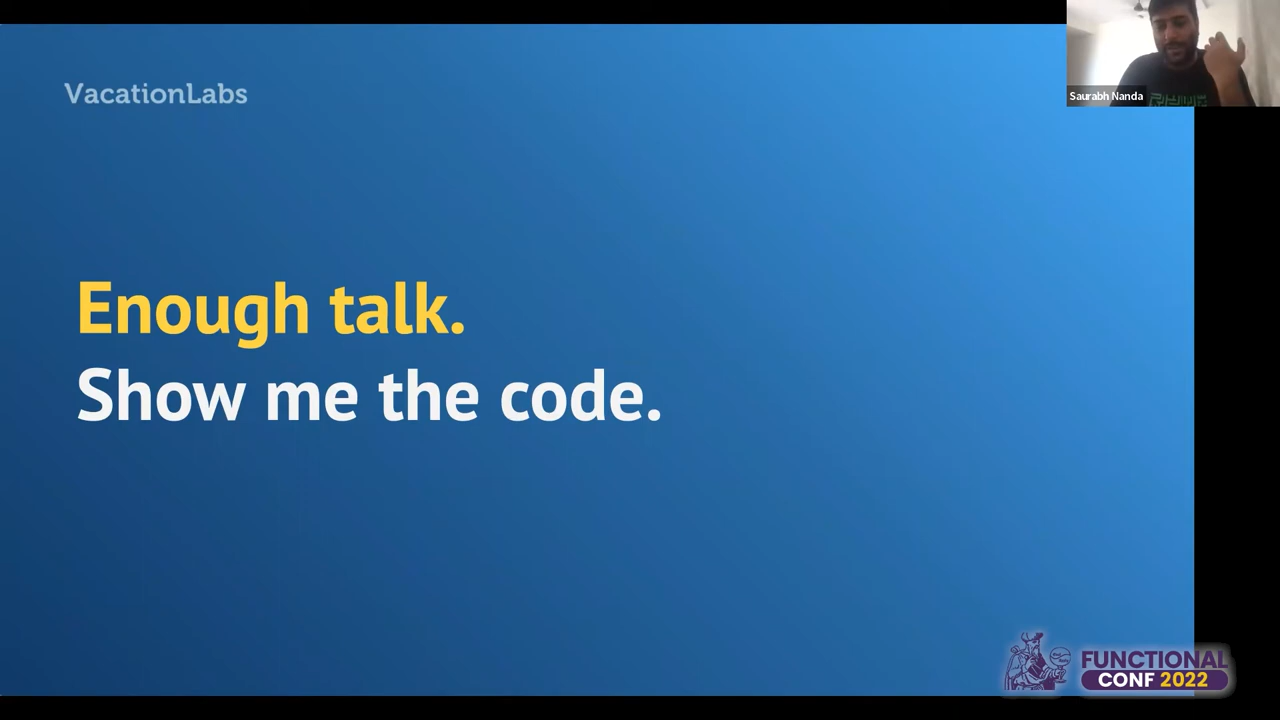 VacationLabs
Saurabh Nanda
Enough talk.
Show me the code.
FUNCTIONAL
CONF 2022